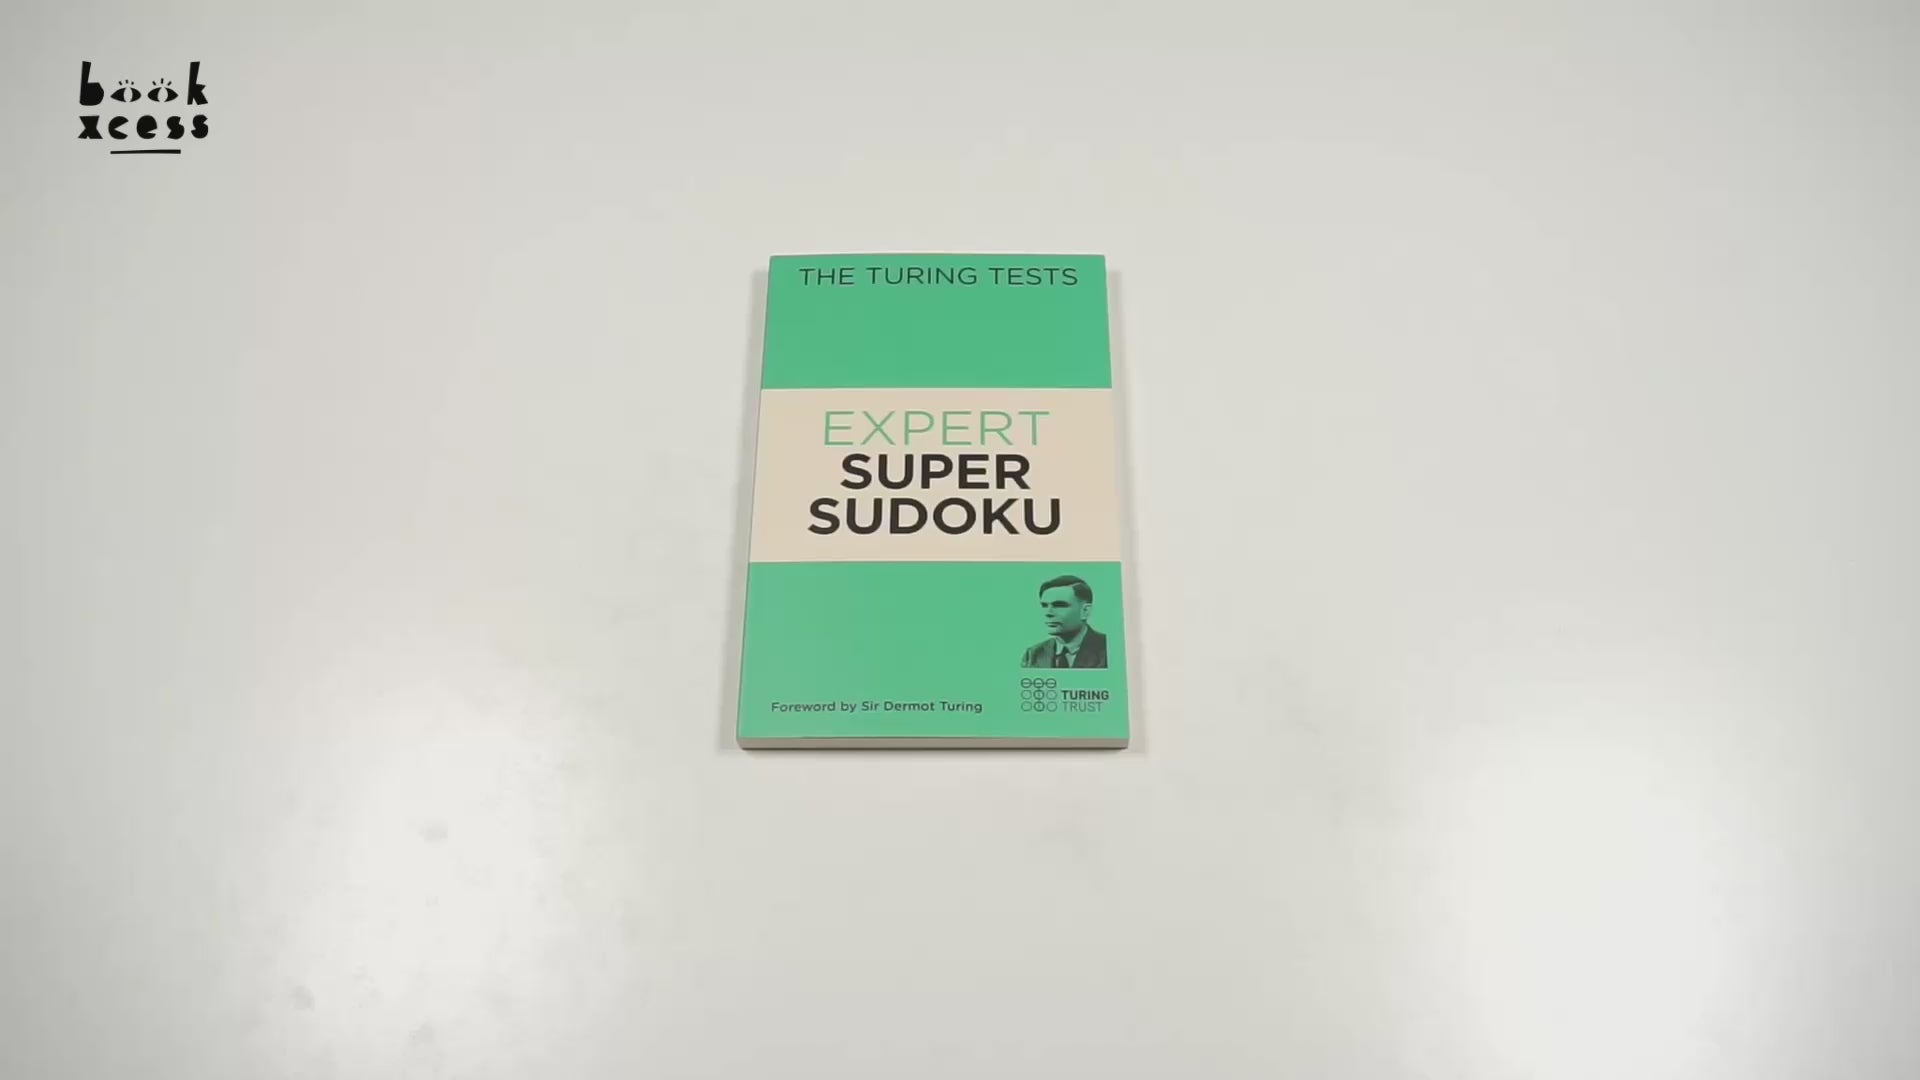 book
xcess
THE TURING TESTS
EXPERT
SUPER
SUDOKU
TURING
TRUST
Foreword by Sir Dermot Turing